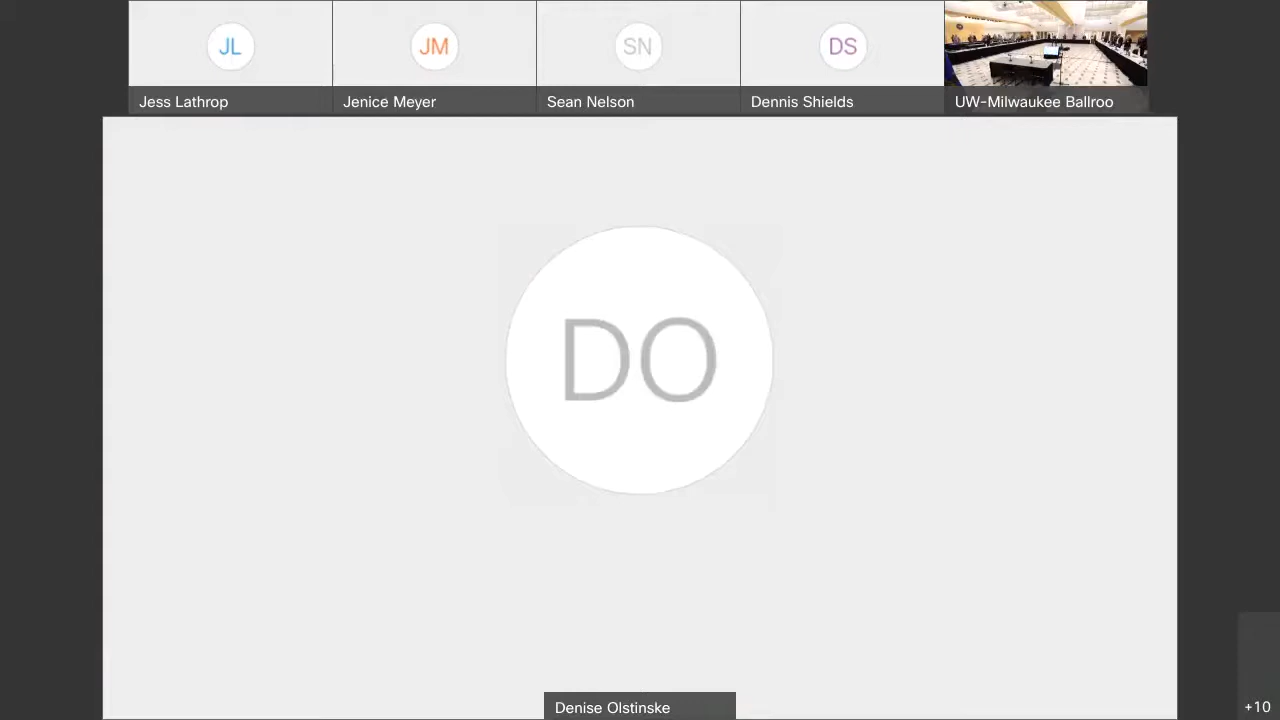 JL
JM
SN
DS
Jess Lathrop
Jenice Meyer
Sean Nelson
Dennis Shields
UW-Milwaukee Ballroo
DO
Denise Olstinske
+10